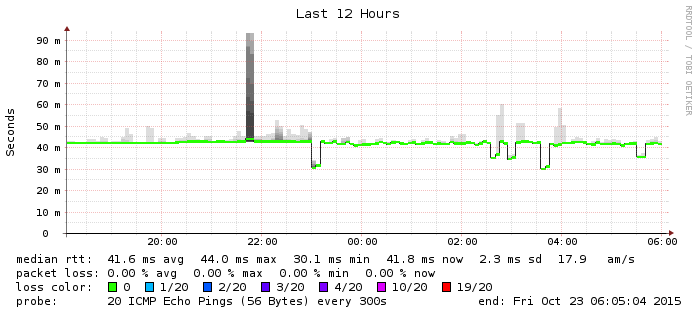 Last 12 Hours
RRDTOOL / TOBI OETIKER
Seconds
90 m
80 m
70 m
60 m
50 m
40 m
30 m
20 m
10 m
0
20:00 22:00 00:00 02:00 04:00 06:00
median rtt: 41.6 ms avg 44.0 ms max 30.1 ms min 41.8 ms now 2.3 ms sd 17.9 am/s
packet loss: 0.00 % avg 0.00 % max 0.00 % min 0.00 % now
loss color: 0 1/20 2/20 3/20 4/20 10/20 19/20
probe: 20 ICMP Echo Pings (56 Bytes) every 300s end: Fri Oct 23 06:05:04 2015